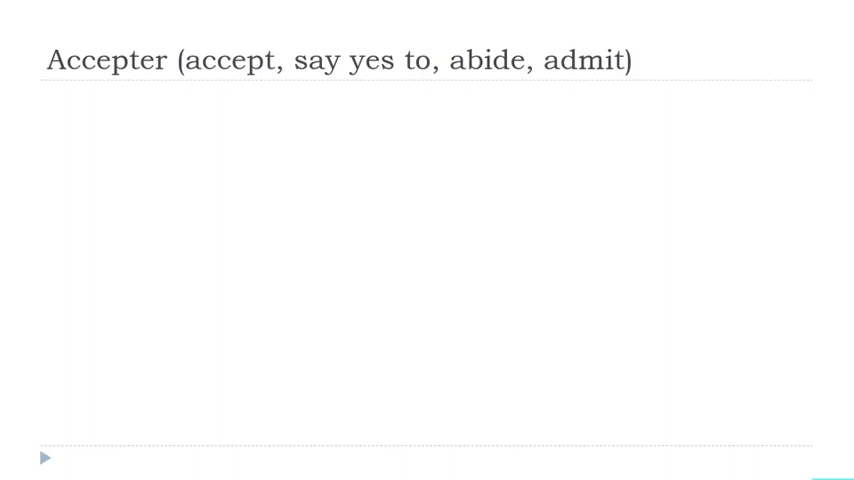 Accepter (accept, say yes to, abide, admit)